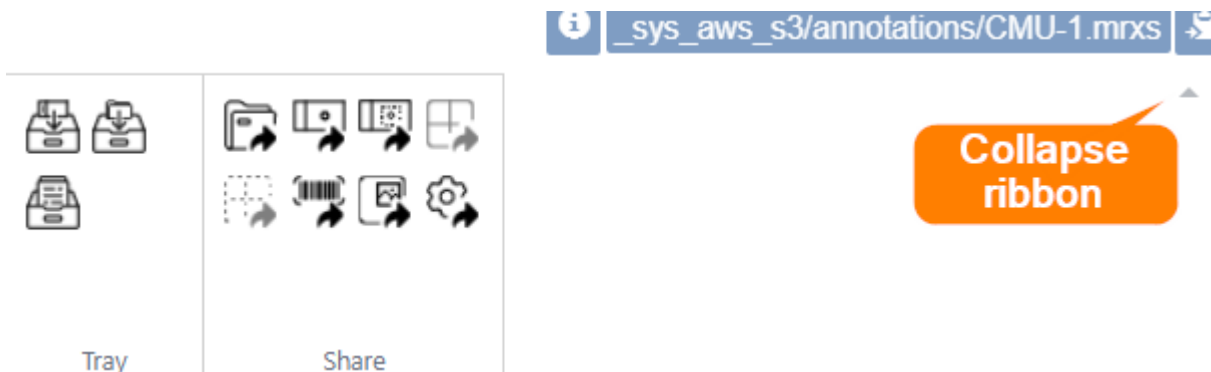 _sys_aws_s3/annotations/CMU-1.mrxs
Collapse
ribbon
Tray
Share